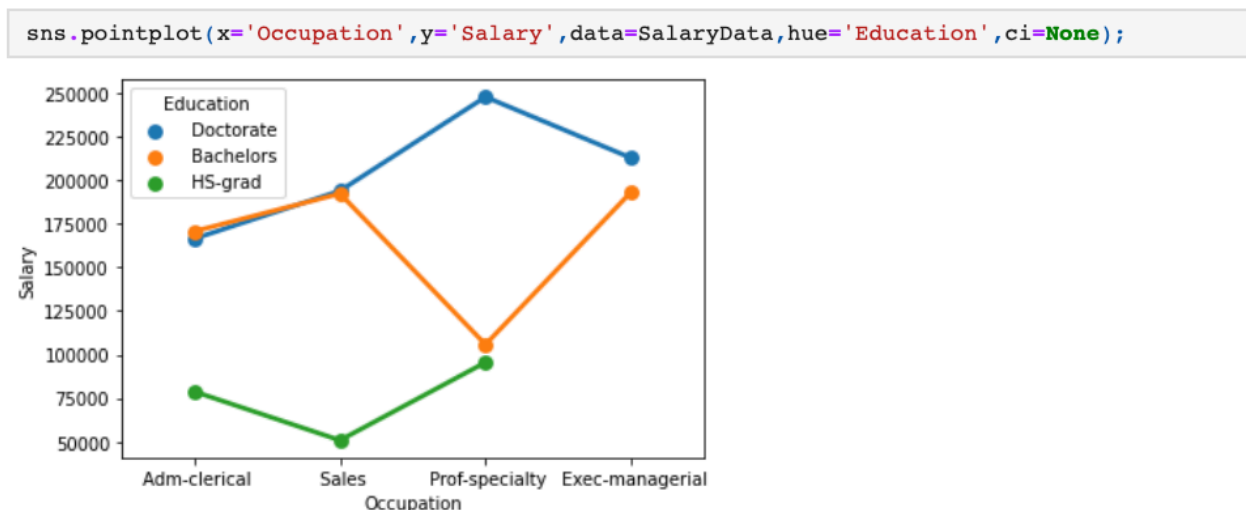 sns.pointplot(x='Occupation',y='Salary',data=SalaryData,hue='Education',ci=None);
Education
Doctorate
Bachelors
HS-grad
250000
225000
200000
175000
150000
125000
100000
75000
50000
Salary
Adm-clerical Sales Prof-specialty Exec-managerial
Occupation